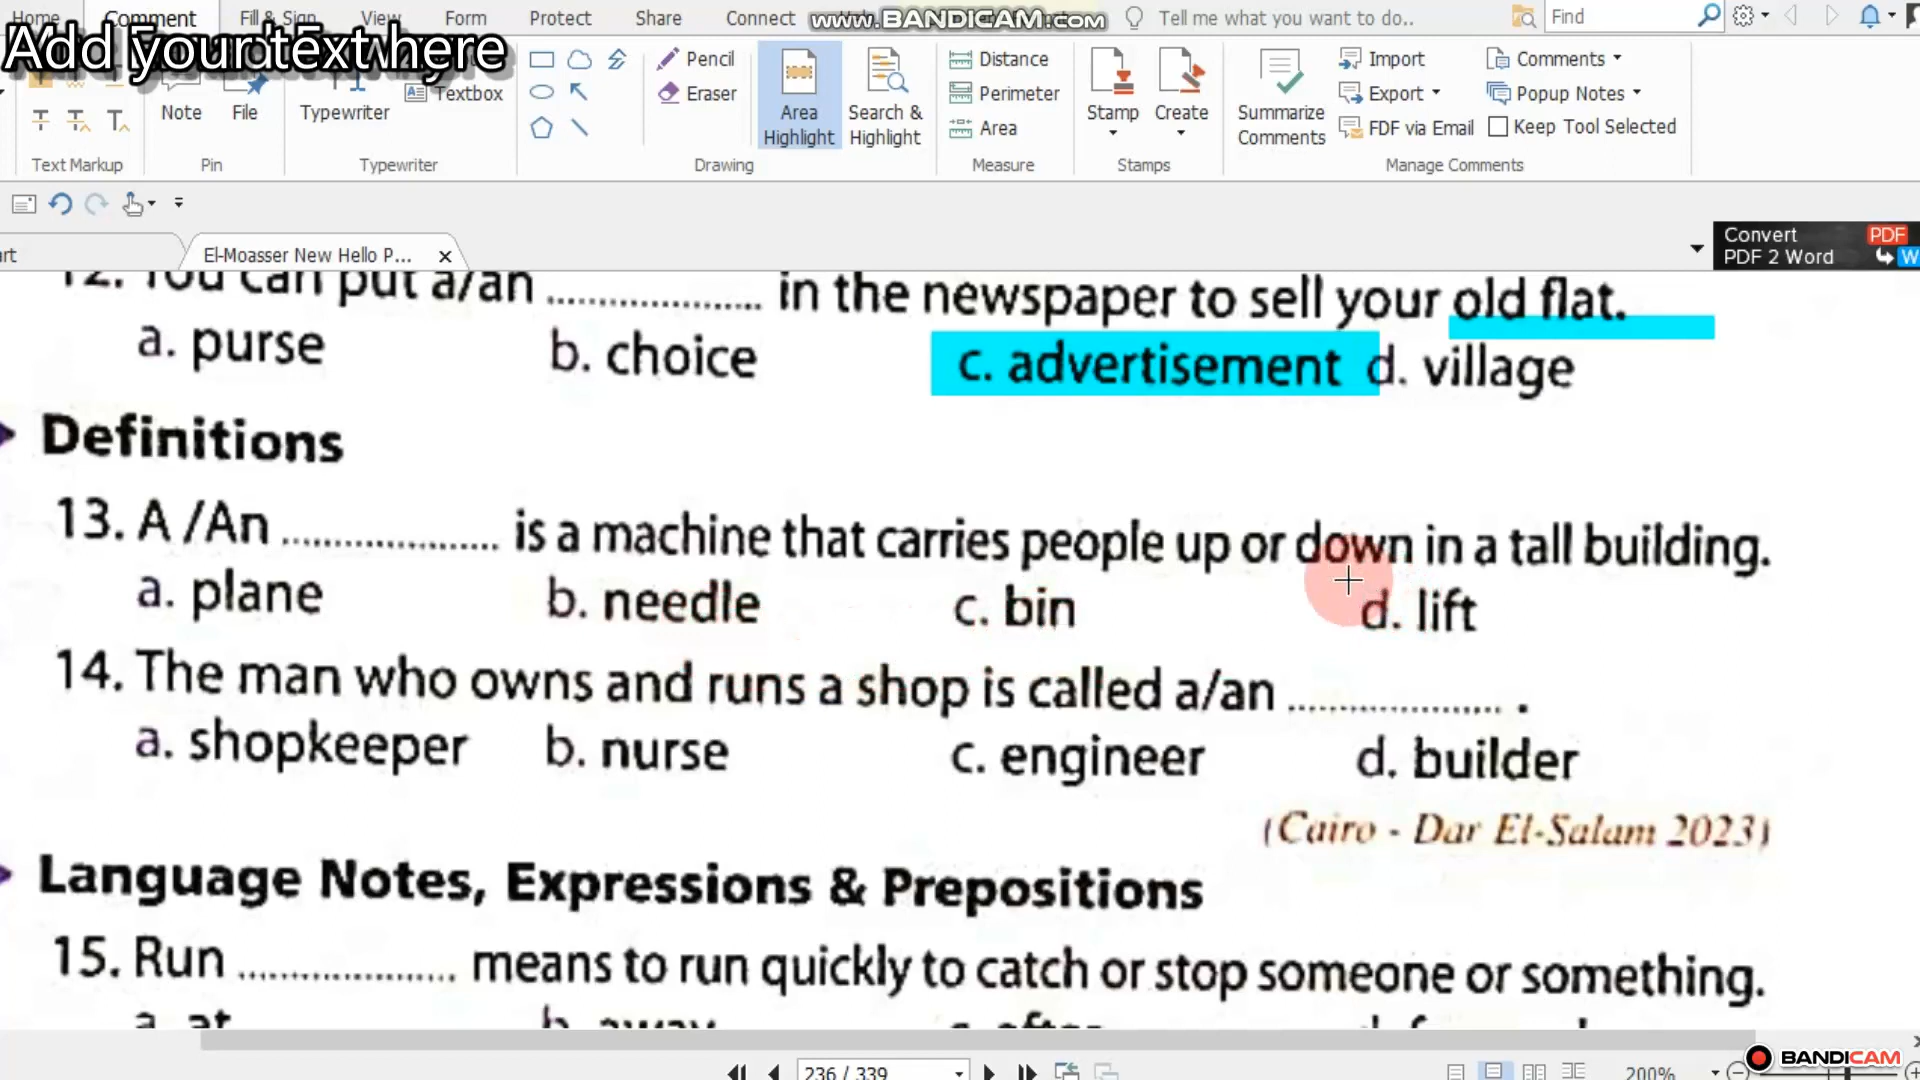 Home Comment Fill & Sign View Form Protect Share Connect www.BANDICAM.com Tell me what you want to do.. Find
Add your text here
Pencil Distance Import Comments
Textbox Eraser Perimeter Export Popup Notes
Note File Typewriter Area Highlight Search & Highlight Area Stamp Create Summarize Comments FDF via Email Keep Tool Selected
Text Markup Pin Typewriter Drawing Measure Stamps Manage Comments
El-Moasser New Hello P...
Convert PDF
PDF 2 Word W
12. You can put a/an .................... in the newspaper to sell your old flat.
a. purse b. choice c. advertisement d. village
Definitions
13. A /An .................... is a machine that carries people up or down in a tall building.
a. plane b. needle c. bin d. lift
14. The man who owns and runs a shop is called a/an .................... .
a. shopkeeper b. nurse c. engineer d. builder
(Cairo - Dar El-Salam 2023)
Language Notes, Expressions & Prepositions
15. Run .................... means to run quickly to catch or stop someone or something.
a. at b. away c. after
236 / 339 200% BANDICAM